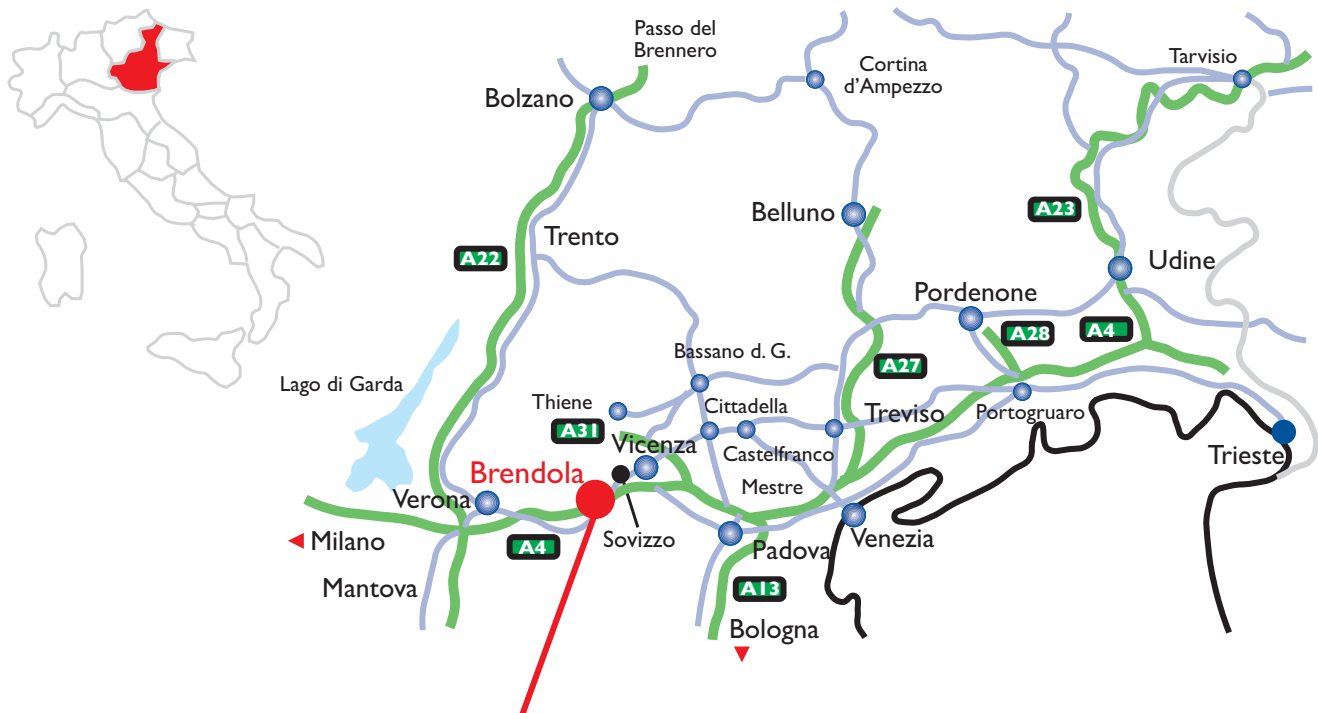 Passo del
Brennero
Tarvisio
Cortina
d'Ampezzo
Bolzano
Belluno
A23
Trento
A22
Udine
Pordenone
A28
A4
Bassano d. G.
A27
Lago di Garda
Thiene
Cittadella
Treviso
Portogruaro
A31
Vicenza
Castelfranco
Trieste
Brendola
Mestre
Verona
Sovizzo
Venezia
Milano
A4
Padova
Mantova
A13
Bologna